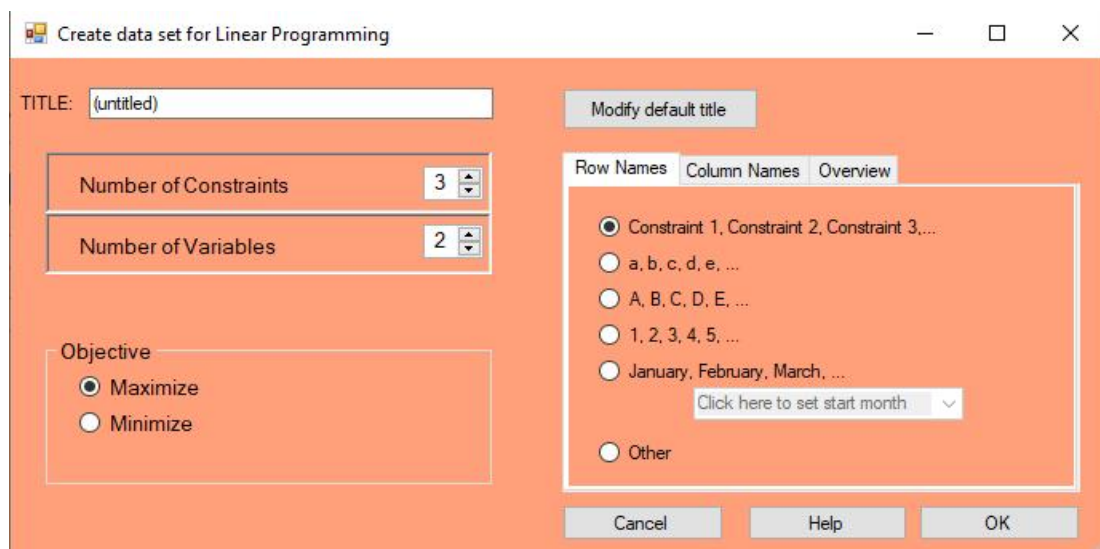 Create data set for Linear Programming
TITLE: (untitled)
Modify default title
Number of Constraints 3
Number of Variables 2
Objective
Maximize
Minimize
Row Names Column Names Overview
Constraint 1, Constraint 2, Constraint 3,...
a, b, c, d, e, ...
A, B, C, D, E, ...
1, 2, 3, 4, 5, ...
January, February, March, ...
Click here to set start month
Other
Cancel Help OK